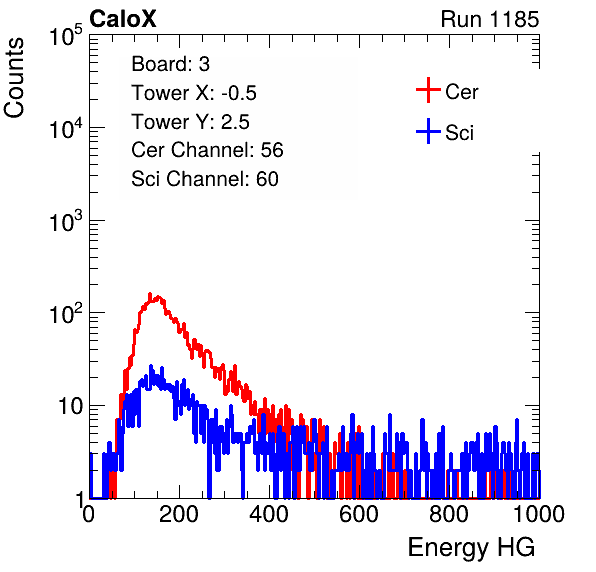 CaloX Run 1185
Counts
Board: 3
Tower X: -0.5
Tower Y: 2.5
Cer Channel: 56
Sci Channel: 60
Cer
Sci
10^5
10^4
10^3
10^2
10
1
0 200 400 600 800 1000
Energy HG